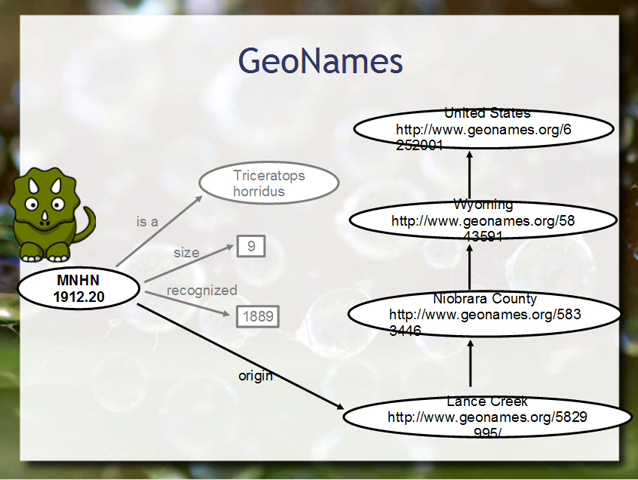 GeoNames
United States
http://www.geonames.org/6
252001
Triceratops
horridus
is a
Wyoming
http://www.geonames.org/58
43591
size
9
MNHN
1912.20
recognized
1889
Niobrara County
http://www.geonames.org/583
3446
origin
Lance Creek
http://www.geonames.org/5829
995/